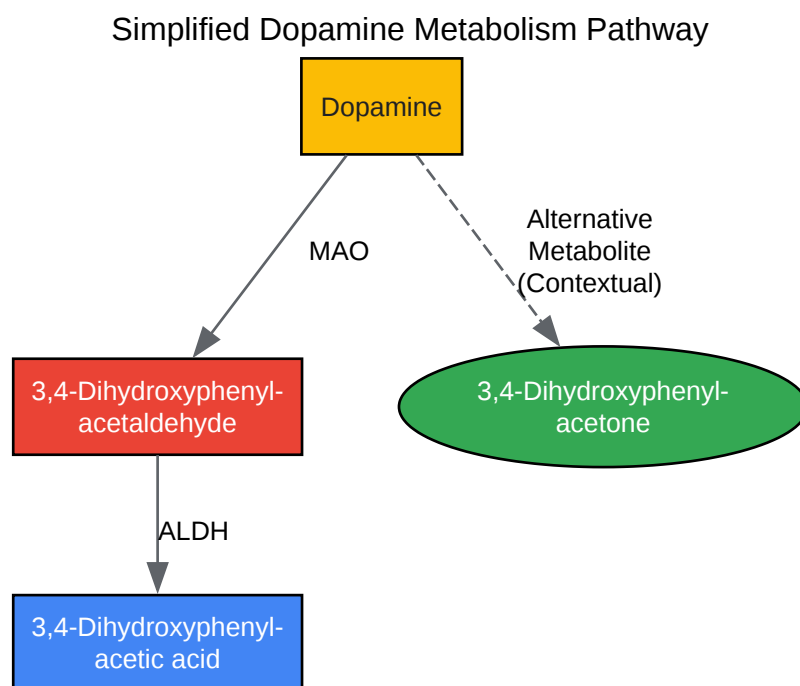 Simplified Dopamine Metabolism Pathway
Dopamine
MAO
Alternative
Metabolite
(Contextual)
3,4-Dihydroxyphenyl-
acetaldehyde
3,4-Dihydroxyphenyl-
acetone
ALDH
3,4-Dihydroxyphenyl-
acetic acid